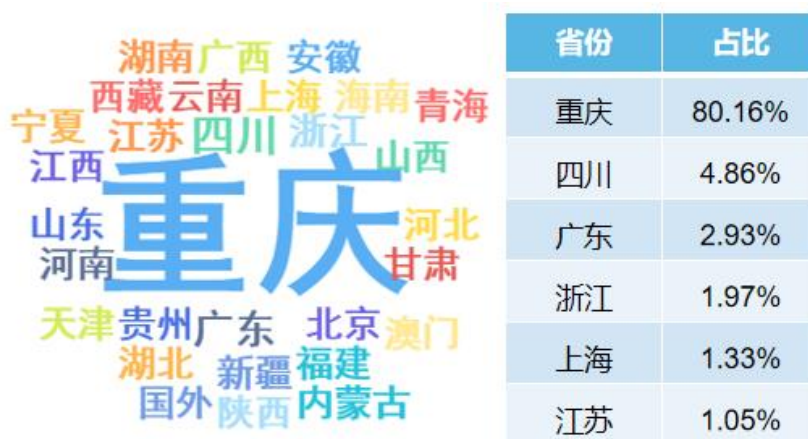 湖南 广西 安徽
西藏 云南 上海 海南 青海
宁夏 江苏 四川 浙江
江西 山西
重庆
山东 河北
河南 甘肃
天津 贵州 广东 北京 澳门
湖北 新疆 福建
国外 陕西 内蒙古
省份 占比
重庆 80.16%
四川 4.86%
广东 2.93%
浙江 1.97%
上海 1.33%
江苏 1.05%